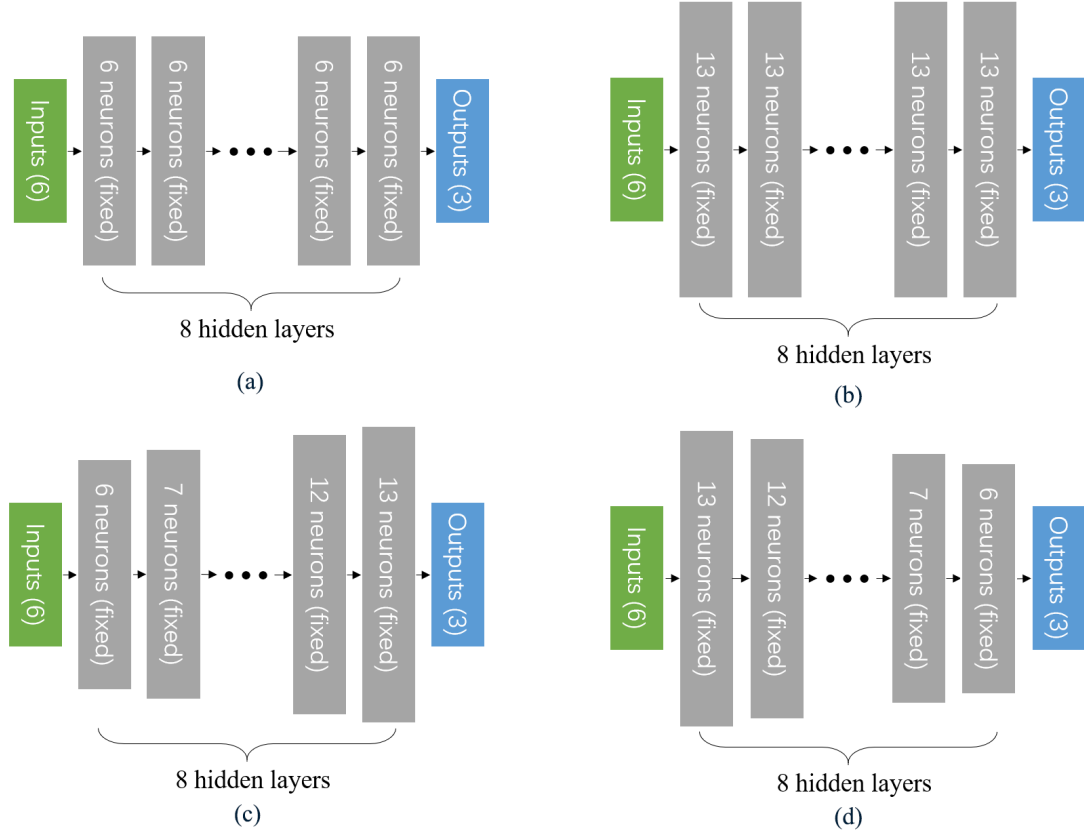 Inputs (6)
6 neurons (fixed)
6 neurons (fixed)
6 neurons (fixed)
6 neurons (fixed)
Outputs (3)
8 hidden layers
(a)
Inputs (6)
13 neurons (fixed)
13 neurons (fixed)
13 neurons (fixed)
13 neurons (fixed)
Outputs (3)
8 hidden layers
(b)
Inputs (6)
6 neurons (fixed)
7 neurons (fixed)
12 neurons (fixed)
13 neurons (fixed)
Outputs (3)
8 hidden layers
(c)
Inputs (6)
13 neurons (fixed)
12 neurons (fixed)
7 neurons (fixed)
6 neurons (fixed)
Outputs (3)
8 hidden layers
(d)